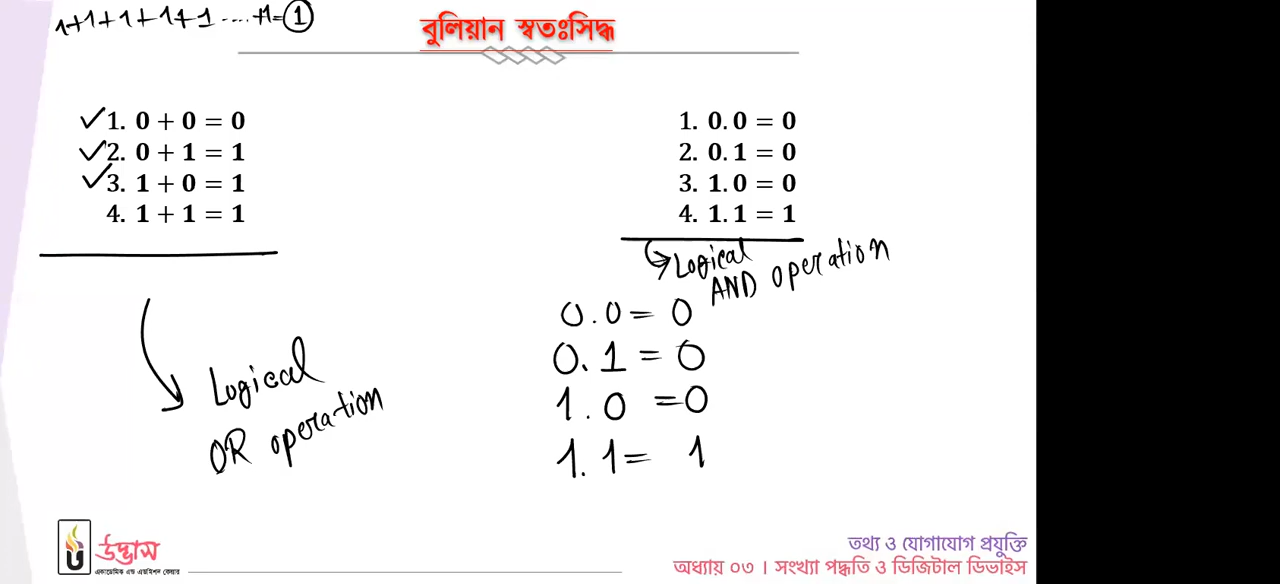 1+1+1+1+1 ....+1=1
বুলিয়ান স্বতঃসিদ্ধ
✓1. 0 + 0 = 0
✓2. 0 + 1 = 1
✓3. 1 + 0 = 1
4. 1 + 1 = 1
Logical
OR operation
1. 0.0 = 0
2. 0.1 = 0
3. 1.0 = 0
4. 1.1 = 1
Logical
AND operation
0.0 = 0
0.1 = 0
1.0 = 0
1.1 = 1
উদ্ভাস
একাডেমিক এন্ড এডমিশন কেয়ার
তথ্য ও যোগাযোগ প্রযুক্তি
অধ্যায় ০৩ । সংখ্যা পদ্ধতি ও ডিজিটাল ডিভাইস